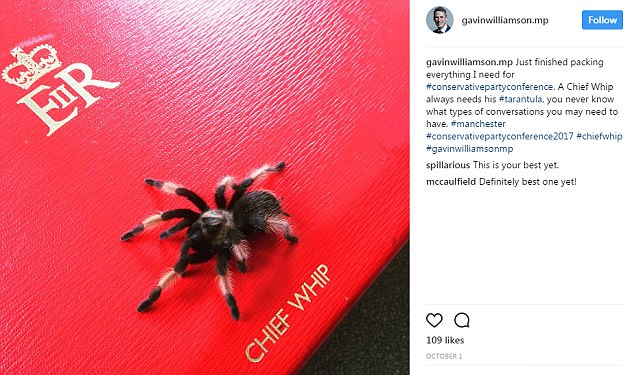 EIIR
CHIEF WHIP
gavinwilliamson.mp
Follow
gavinwilliamson.mp Just finished packing
everything I need for
#conservativepartyconference. A Chief Whip
always needs his #tarantula, you never know
what types of conversations you may need to
have. #manchester
#conservativepartyconference2017 #chiefwhip
#gavinwilliamsonmp
spillarious This is your best yet.
mccaulfield Definitely best one yet!
109 likes
OCTOBER 1